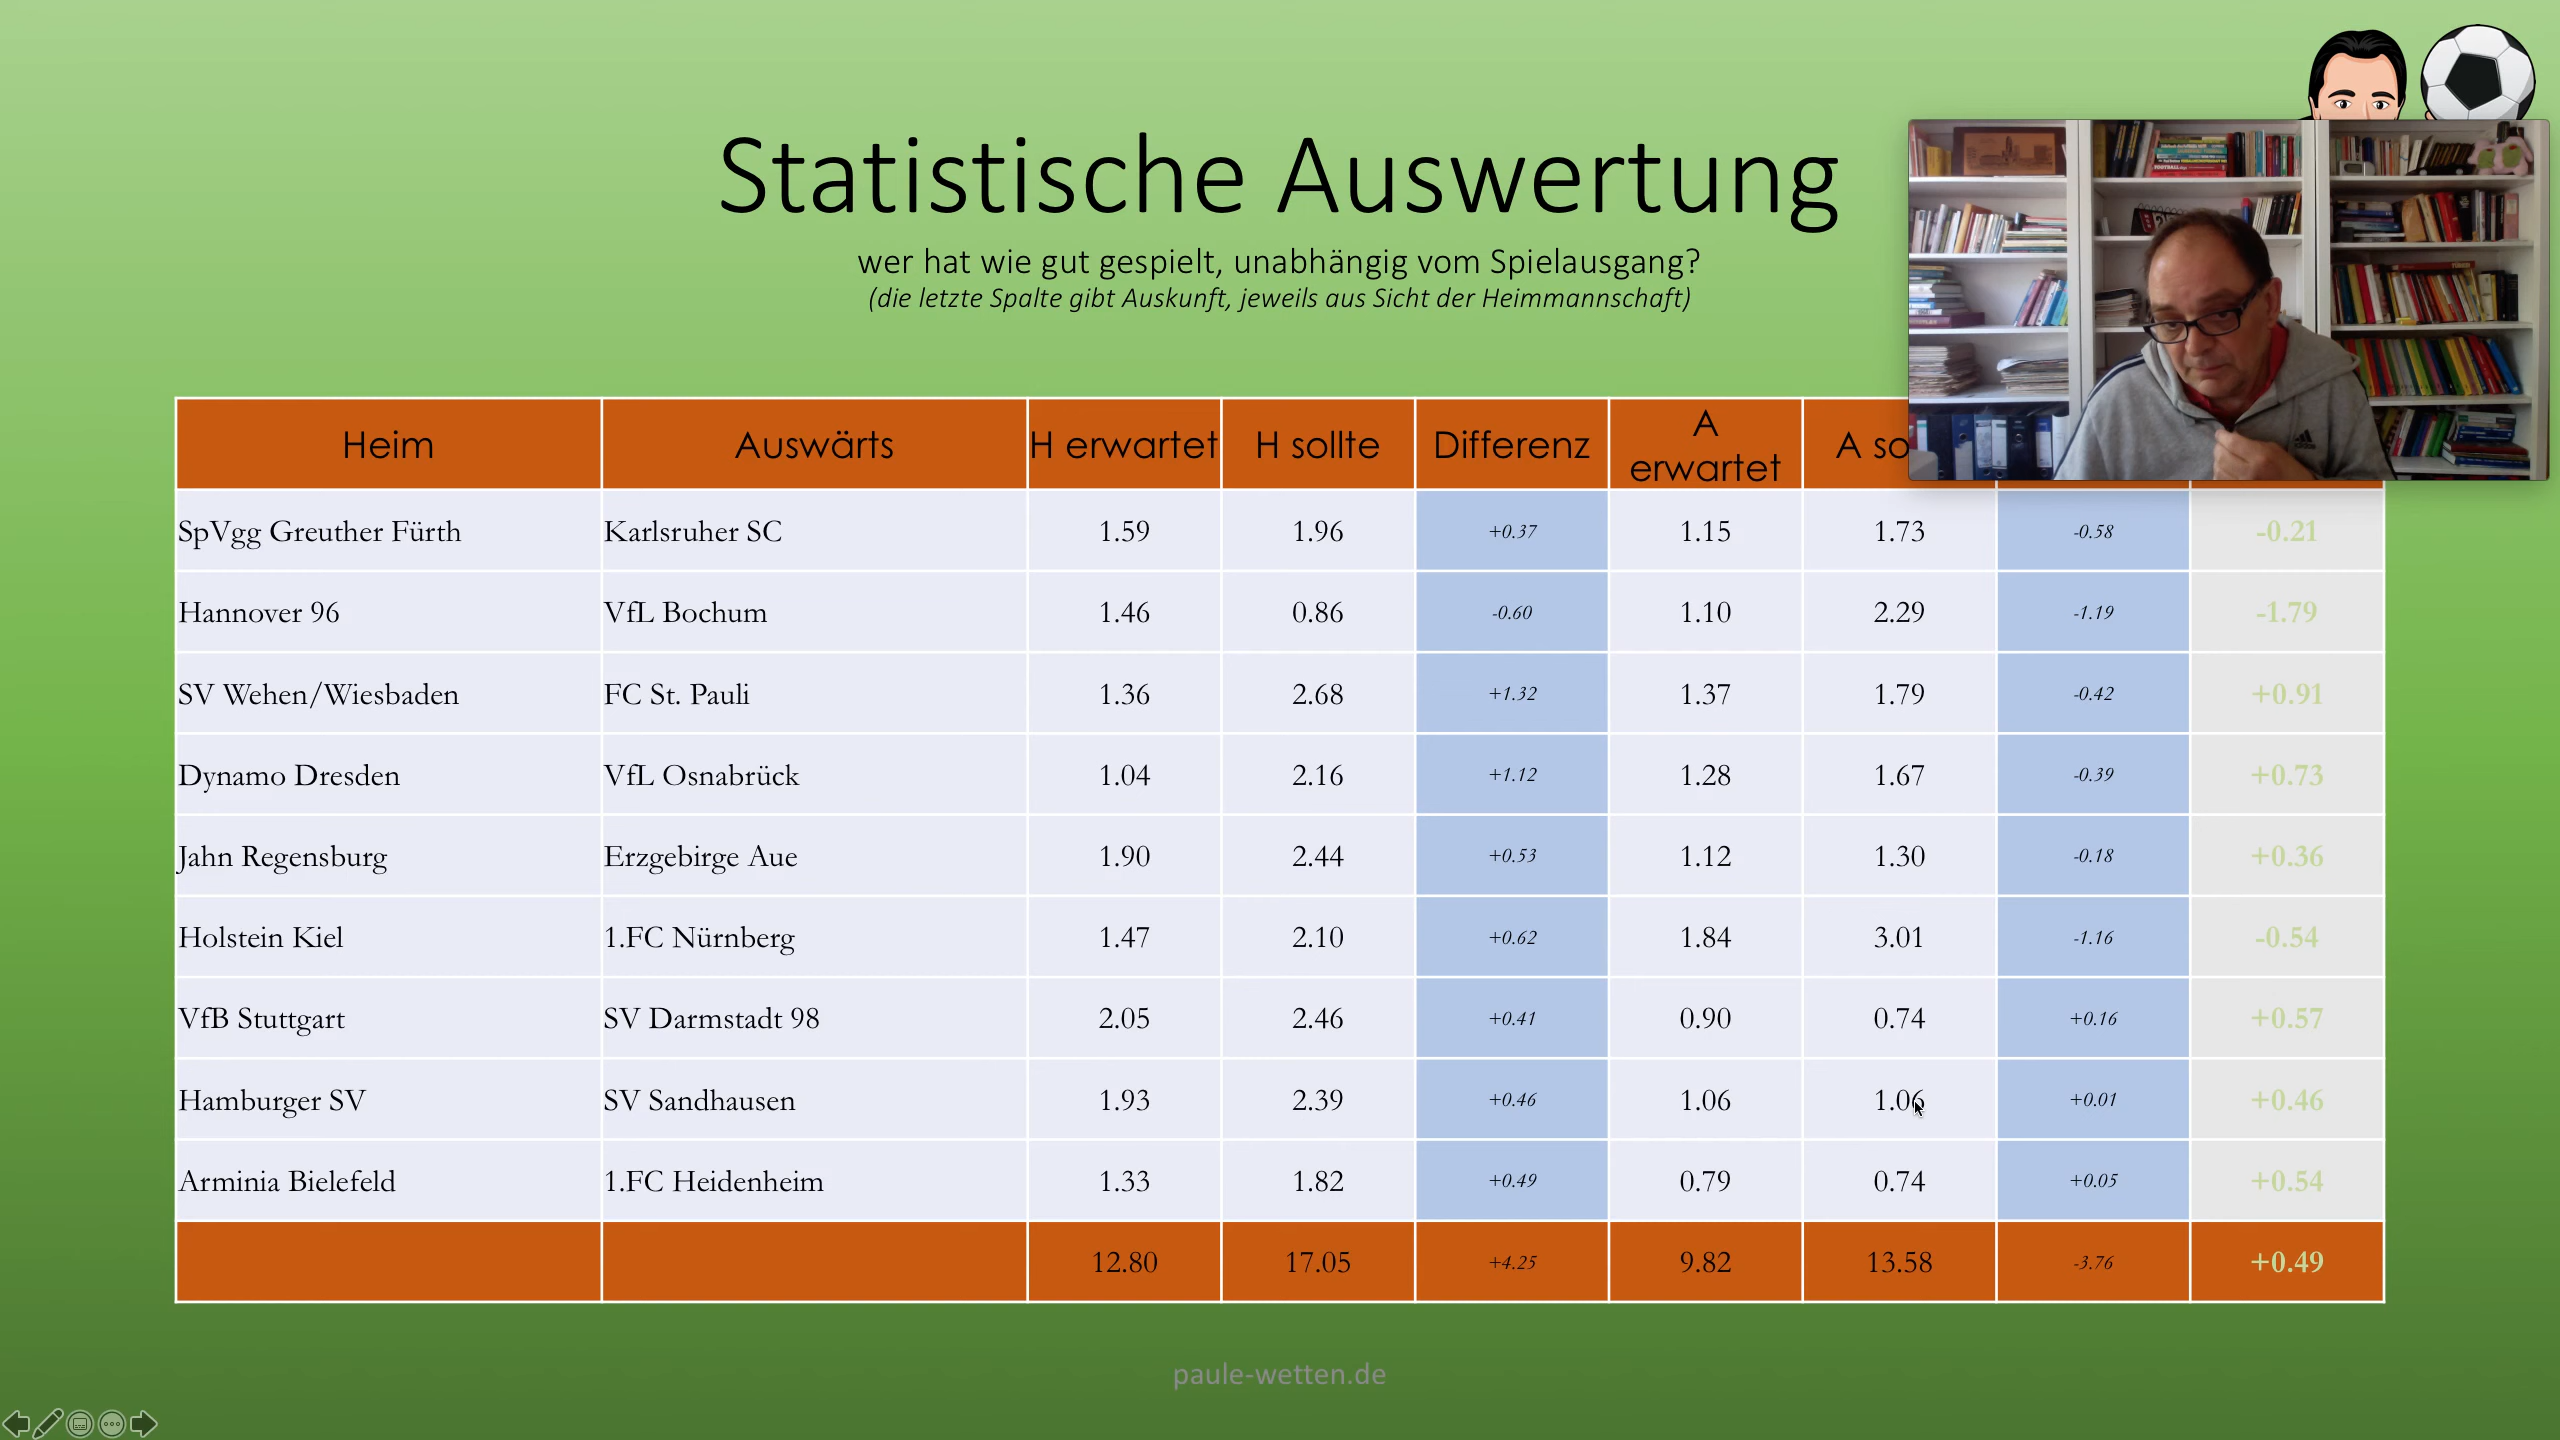 Statistische Auswertung
wer hat wie gut gespielt, unabhängig vom Spielausgang?
(die letzte Spalte gibt Auskunft, jeweils aus Sicht der Heimmannschaft)
Heim Auswärts H erwartet H sollte Differenz A erwartet A
SpVgg Greuther Fürth Karlsruher SC 1.59 1.96 +0.37 1.15 1.73 -0.58 -0.21
Hannover 96 VfL Bochum 1.46 0.86 -0.60 1.10 2.29 -1.19 -1.79
SV Wehen/Wiesbaden FC St. Pauli 1.36 2.68 +1.32 1.37 1.79 -0.42 +0.91
Dynamo Dresden VfL Osnabrück 1.04 2.16 +1.12 1.28 1.67 -0.39 +0.73
Jahn Regensburg Erzgebirge Aue 1.90 2.44 +0.53 1.12 1.30 -0.18 +0.36
Holstein Kiel 1.FC Nürnberg 1.47 2.10 +0.62 1.84 3.01 -1.16 -0.54
VfB Stuttgart SV Darmstadt 98 2.05 2.46 +0.41 0.90 0.74 +0.16 +0.57
Hamburger SV SV Sandhausen 1.93 2.39 +0.46 1.06 1.06 +0.01 +0.46
Arminia Bielefeld 1.FC Heidenheim 1.33 1.82 +0.49 0.79 0.74 +0.05 +0.54
12.80 17.05 +4.25 9.82 13.58 -3.76 +0.49
paule-wetten.de